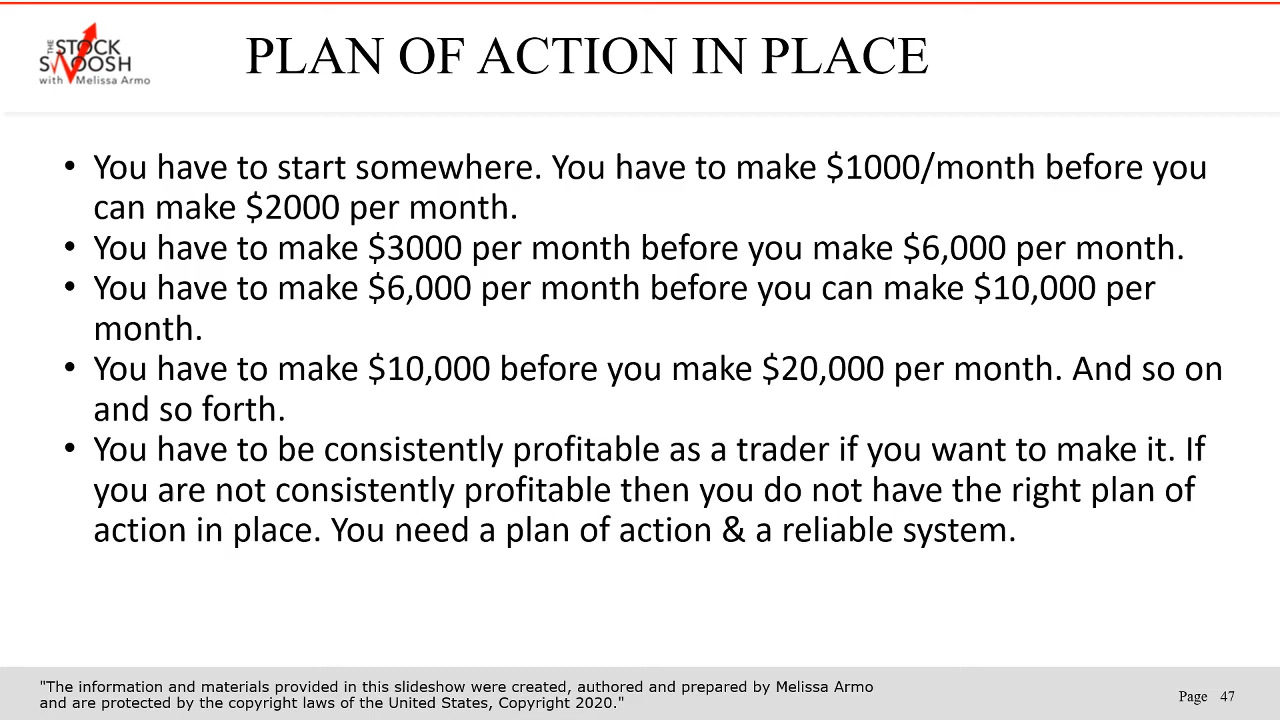 THE
STOCK
SWOOSH
with Melissa Armo
PLAN OF ACTION IN PLACE
• You have to start somewhere. You have to make $1000/month before you
can make $2000 per month.
• You have to make $3000 per month before you make $6,000 per month.
• You have to make $6,000 per month before you can make $10,000 per
month.
• You have to make $10,000 before you make $20,000 per month. And so on
and so forth.
• You have to be consistently profitable as a trader if you want to make it. If
you are not consistently profitable then you do not have the right plan of
action in place. You need a plan of action & a reliable system.
"The information and materials provided in this slideshow were created, authored and prepared by Melissa Armo
and are protected by the copyright laws of the United States, Copyright 2020."
Page 47